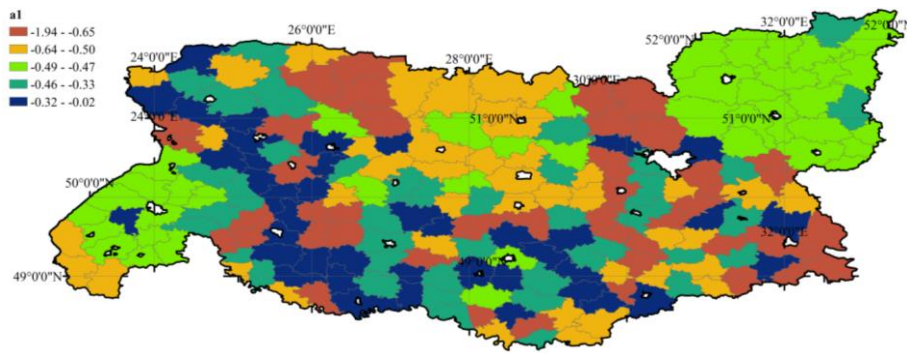 a1
-1.94 - -0.65
-0.64 - -0.50
-0.49 - -0.47
-0.46 - -0.33
-0.32 - -0.02
24°0′0″E
26°0′0″E
28°0′0″E
30°0′0″E
32°0′0″E
52°0′0″N
52°0′0″N
51°0′0″N
51°0′0″N
24°0′0″E
50°0′0″N
32°0′0″E
49°0′0″N
49°0′0″N